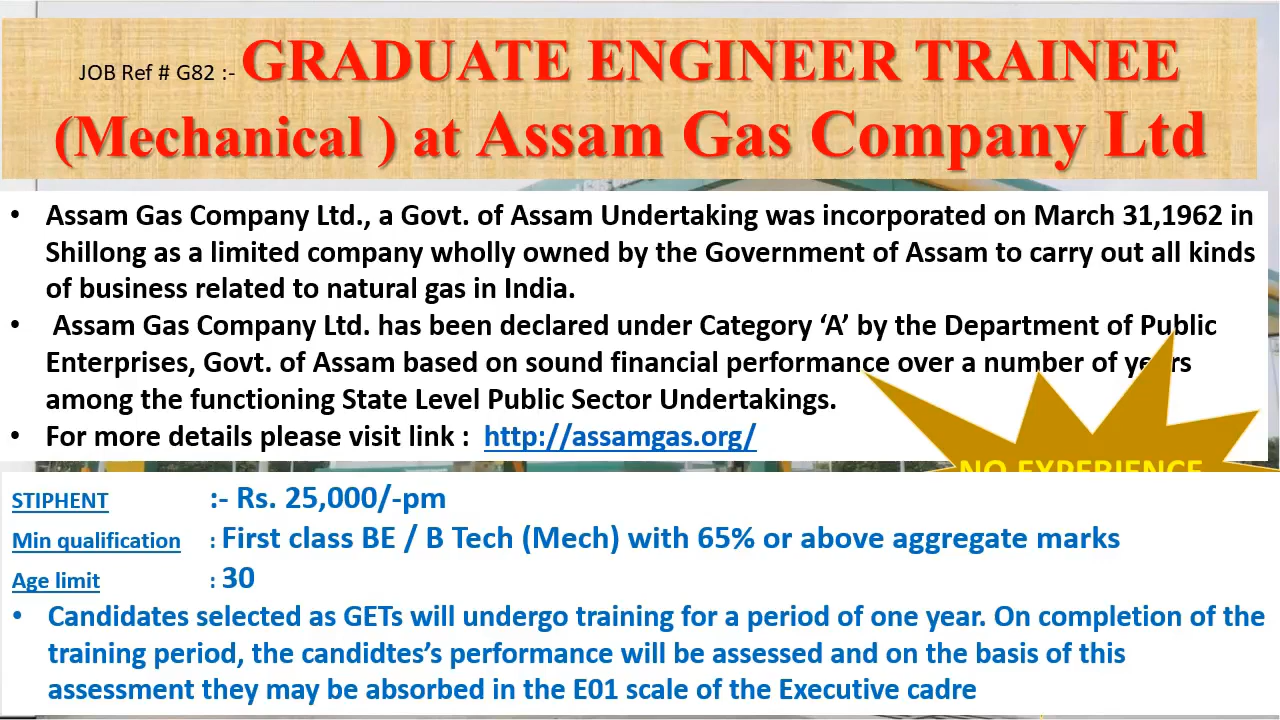 JOB Ref # G82 :- GRADUATE ENGINEER TRAINEE
(Mechanical ) at Assam Gas Company Ltd
• Assam Gas Company Ltd., a Govt. of Assam Undertaking was incorporated on March 31,1962 in
Shillong as a limited company wholly owned by the Government of Assam to carry out all kinds
of business related to natural gas in India.
• Assam Gas Company Ltd. has been declared under Category ‘A’ by the Department of Public
Enterprises, Govt. of Assam based on sound financial performance over a number of years
among the functioning State Level Public Sector Undertakings.
• For more details please visit link : http://assamgas.org/
NO EXPERIENCE
STIPHENT :- Rs. 25,000/-pm
Min qualification : First class BE / B Tech (Mech) with 65% or above aggregate marks
Age limit : 30
• Candidates selected as GETs will undergo training for a period of one year. On completion of the
training period, the candidtes’s performance will be assessed and on the basis of this
assessment they may be absorbed in the E01 scale of the Executive cadre